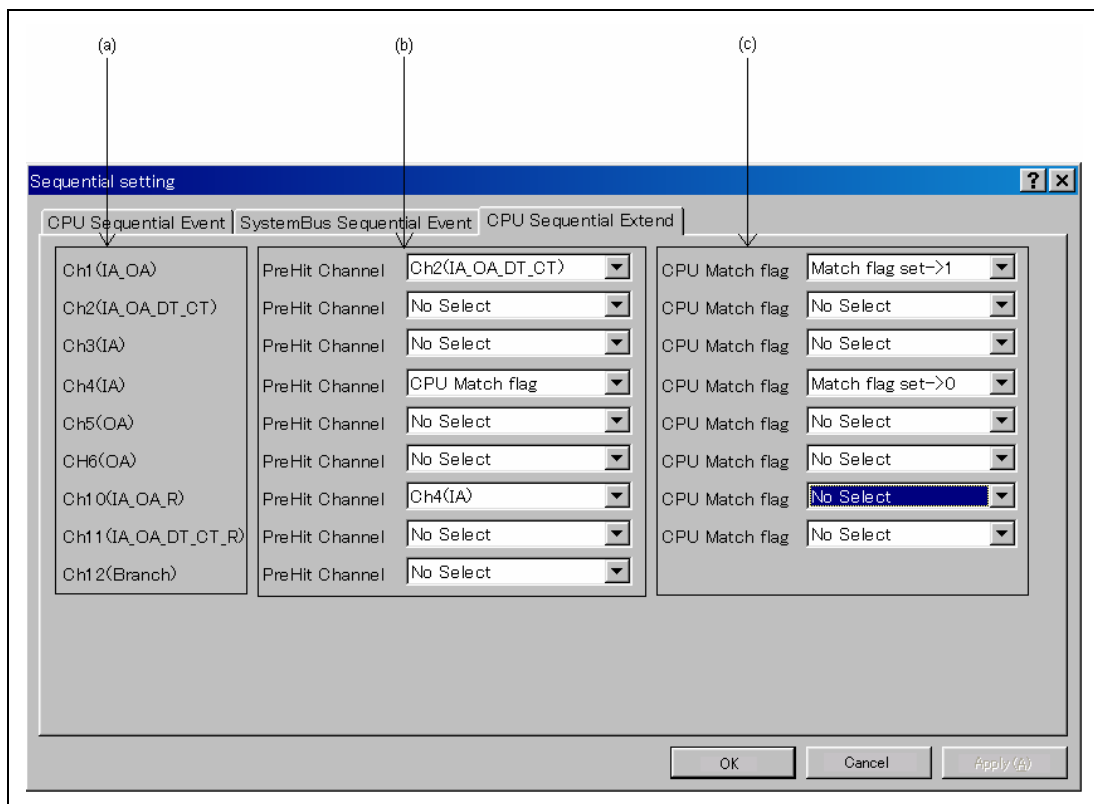 (a) (b) (c)
Sequential setting
CPU Sequential Event SystemBus Sequential Event CPU Sequential Extend
Ch1(IA_OA) PreHit Channel Ch2(IA_OA_DT_CT) CPU Match flag Match flag set->1
Ch2(IA_OA_DT_CT) PreHit Channel No Select CPU Match flag No Select
Ch3(IA) PreHit Channel No Select CPU Match flag No Select
Ch4(IA) PreHit Channel CPU Match flag CPU Match flag Match flag set->0
Ch5(OA) PreHit Channel No Select CPU Match flag No Select
CH6(OA) PreHit Channel No Select CPU Match flag No Select
Ch10(IA_OA_R) PreHit Channel Ch4(IA) CPU Match flag No Select
Ch11(IA_OA_DT_CT_R) PreHit Channel No Select CPU Match flag No Select
Ch12(Branch) PreHit Channel No Select
OK Cancel Apply (A)